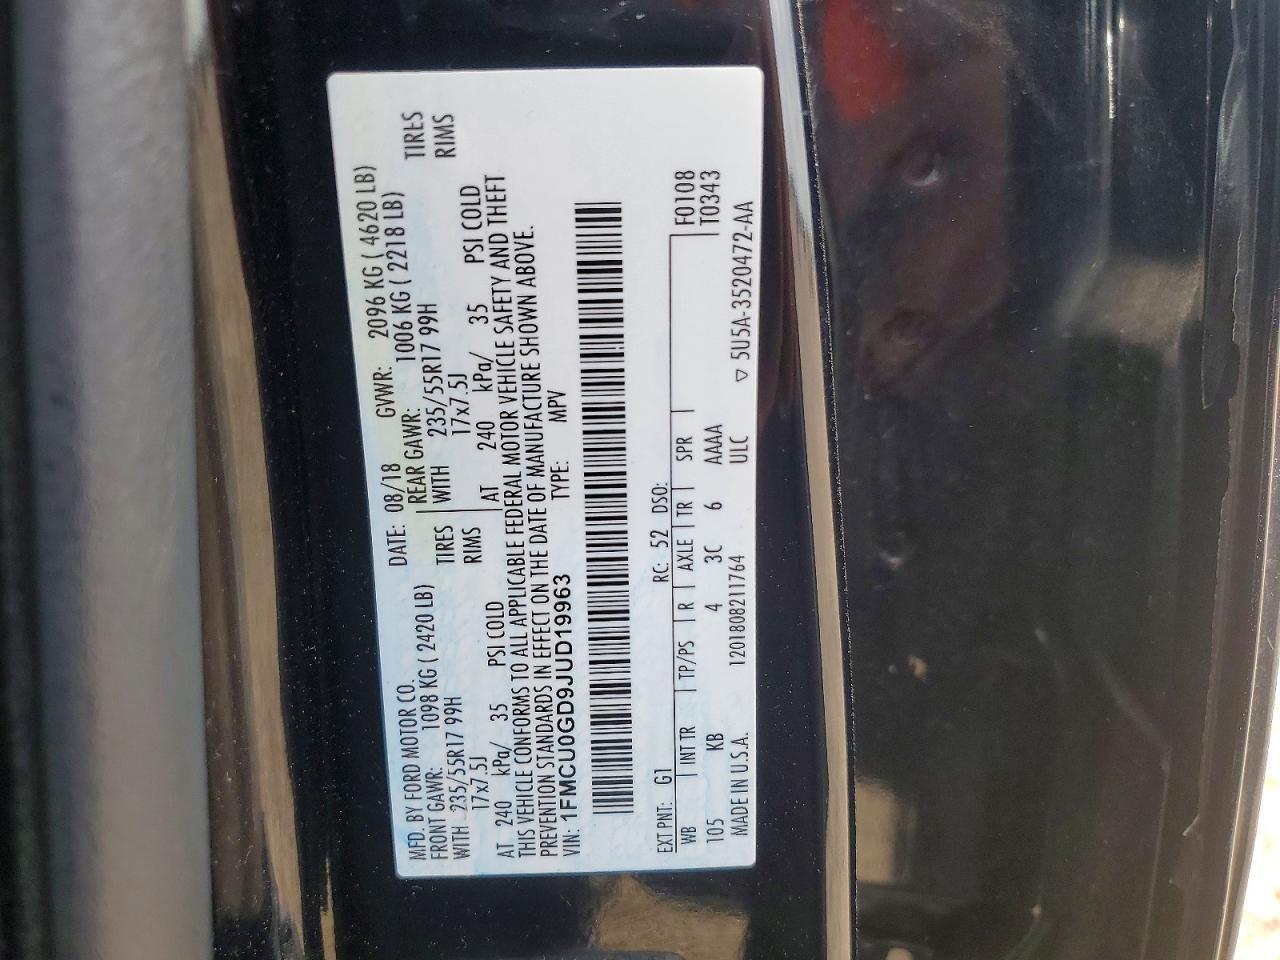 MFD. BY FORD MOTOR CO.
DATE: 08/18 GVWR: 2096 KG ( 4620 LB)
FRONT GAWR: 1098 KG ( 2420 LB) REAR GAWR: 1006 KG ( 2218 LB)
WITH 235/55R17 99H TIRES WITH 235/55R17 99H TIRES
17x7.5J RIMS 17x7.5J RIMS
AT 240 kPa/ 35 PSI COLD AT 240 kPa/ 35 PSI COLD
THIS VEHICLE CONFORMS TO ALL APPLICABLE FEDERAL MOTOR VEHICLE SAFETY AND THEFT
PREVENTION STANDARDS IN EFFECT ON THE DATE OF MANUFACTURE SHOWN ABOVE.
VIN: 1FMCU0GD9JUD19963 TYPE: MPV
EXT PNT: G1 RC: 52 DSO: F0108
WB INT TR TP/PS R AXLE TR SPR T0343
105 KB 4 3C 6 AAAA
MADE IN U.S.A. 1201808211764 ULC ▽ 5U5A-3520472-AA